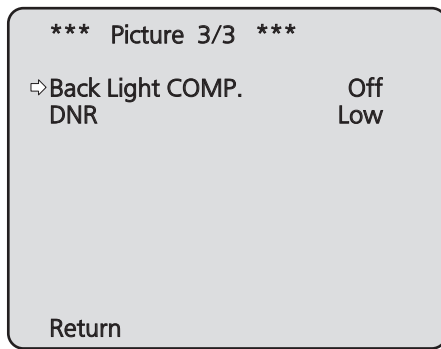 *** Picture 3/3 ***
⇨Back Light COMP. Off
DNR Low
Return